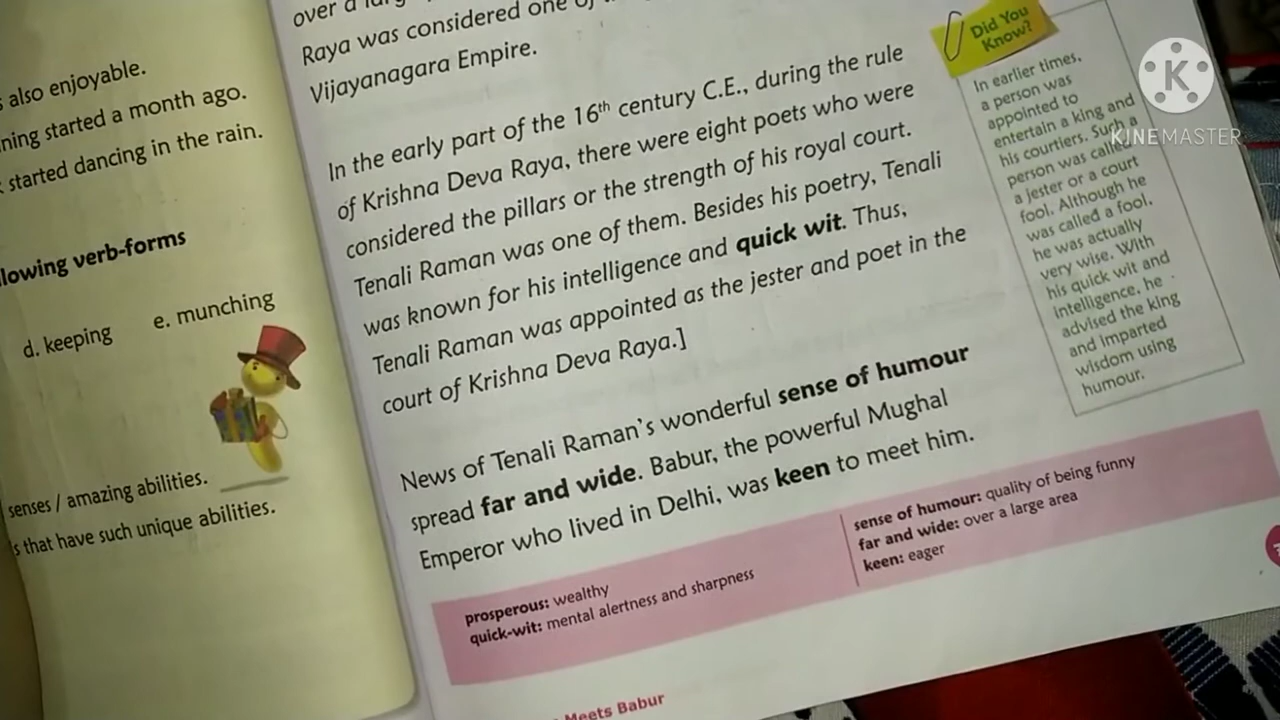 s also enjoyable.
ning started a month ago.
started dancing in the rain.
lowing verb-forms
d. keeping e. munching
senses / amazing abilities.
s that have such unique abilities.
over a
Raya was considered one of
Vijayanagara Empire.
In the early part of the 16th century C.E., during the rule
of Krishna Deva Raya, there were eight poets who were
considered the pillars or the strength of his royal court.
Tenali Raman was one of them. Besides his poetry, Tenali
was known for his intelligence and quick wit. Thus,
Tenali Raman was appointed as the jester and poet in the
court of Krishna Deva Raya.]
News of Tenali Raman's wonderful sense of humour
spread far and wide. Babur, the powerful Mughal
Emperor who lived in Delhi, was keen to meet him.
prosperous: wealthy
quick-wit: mental alertness and sharpness
sense of humour: quality of being funny
far and wide: over a large area
keen: eager
Meets Babur
Did You
Know?
In earlier times,
a person was
appointed to
entertain a king and
his courtiers. Such a
person was called
a jester or a court
fool. Although he
was called a fool,
he was actually
very wise. With
his quick wit and
intelligence, he
advised the king
and imparted
wisdom using
humour.
K
KINEMASTER